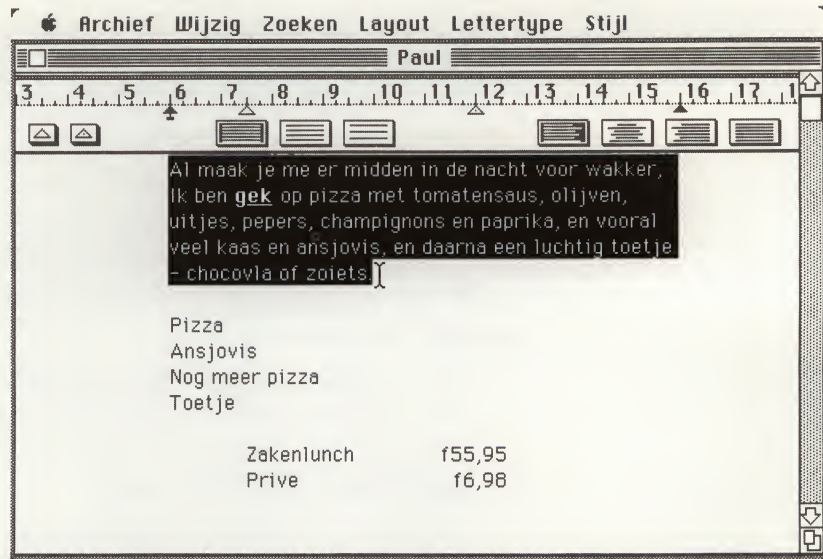 Archief Wijzig Zoeken Layout Lettertype Stijl
Paul
3 4 5 6 7 8 9 10 11 12 13 14 15 16 17 1
Al maak je me er midden in de nacht voor wakker,
Ik ben gek op pizza met tomatensaus, olijven,
uitjes, pepers, champignons en paprika, en vooral
veel kaas en ansjovis, en daarna een luchtig toetje
- chocovla of zoiets.
Pizza
Ansjovis
Nog meer pizza
Toetje
Zakenlunch f55,95
Prive f6,98